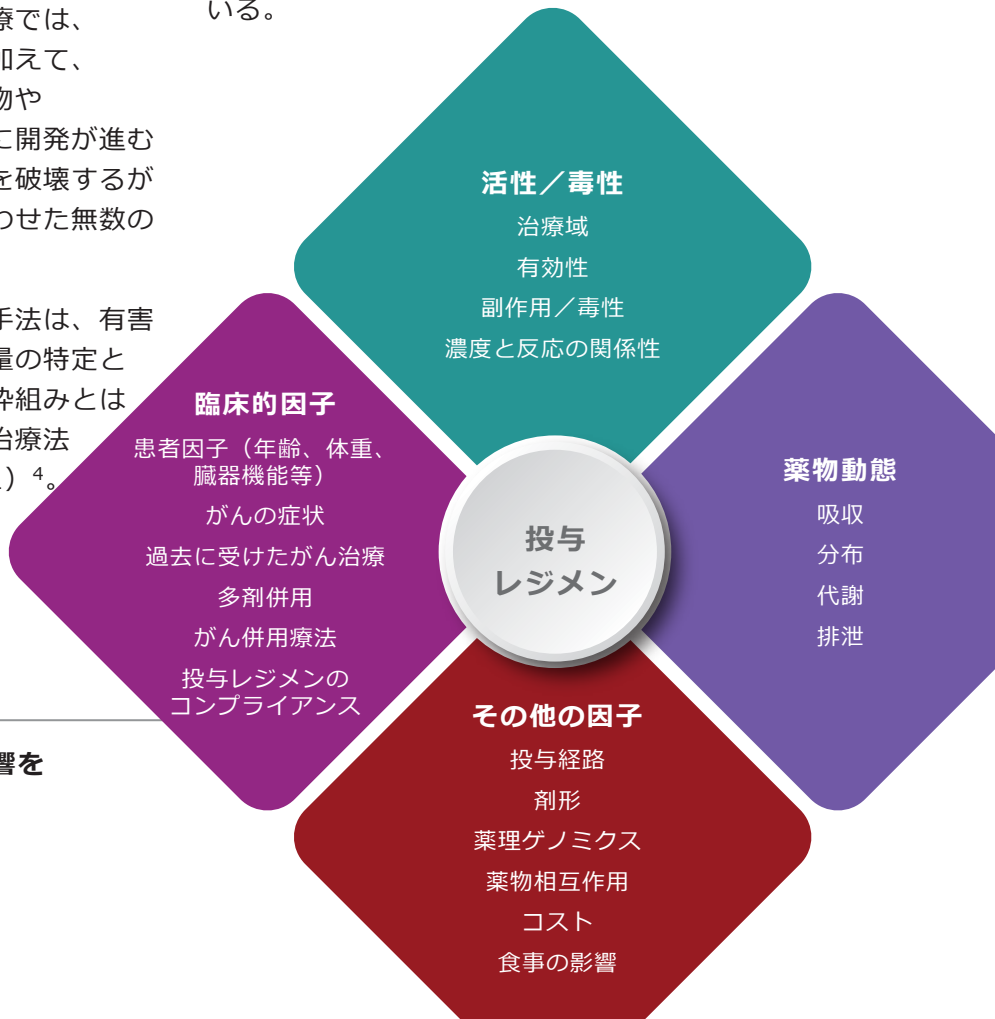 療では、
加えて、
物や
に開発が進む
を破壊するが
わせた無数の
手法は、有害
量の特定と
枠組みとは
治療法
）⁴。
響を
いる。
活性／毒性
治療域
有効性
副作用／毒性
濃度と反応の関係性
臨床的因子
患者因子（年齢、体重、
臓器機能等）
がんの症状
過去に受けたがん治療
多剤併用
がん併用療法
投与レジメンの
コンプライアンス
投与
レジメン
薬物動態
吸収
分布
代謝
排泄
その他の因子
投与経路
剤形
薬理ゲノミクス
薬物相互作用
コスト
食事の影響